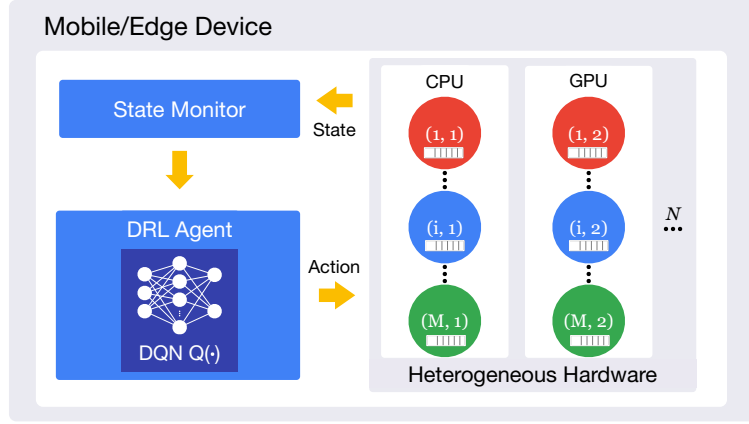 Mobile/Edge Device
State Monitor
State
DRL Agent
DQN Q(·)
Action
CPU
(1, 1)
(i, 1)
(M, 1)
GPU
(1, 2)
(i, 2)
(M, 2)
N
Heterogeneous Hardware